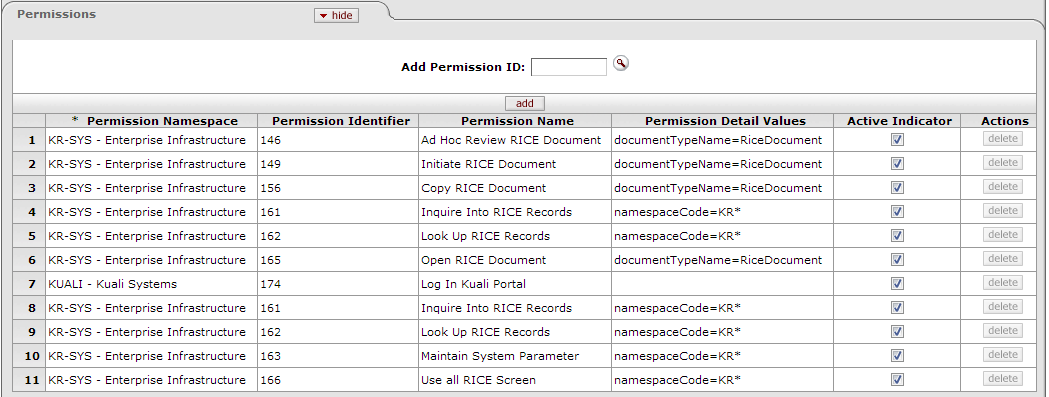 Permissions
hide
Add Permission ID:
add
* Permission Namespace Permission Identifier Permission Name Permission Detail Values Active Indicator Actions
1 KR-SYS - Enterprise Infrastructure 146 Ad Hoc Review RICE Document documentTypeName=RiceDocument delete
2 KR-SYS - Enterprise Infrastructure 149 Initiate RICE Document documentTypeName=RiceDocument delete
3 KR-SYS - Enterprise Infrastructure 156 Copy RICE Document documentTypeName=RiceDocument delete
4 KR-SYS - Enterprise Infrastructure 161 Inquire Into RICE Records namespaceCode=KR* delete
5 KR-SYS - Enterprise Infrastructure 162 Look Up RICE Records namespaceCode=KR* delete
6 KR-SYS - Enterprise Infrastructure 165 Open RICE Document documentTypeName=RiceDocument delete
7 KUALI - Kuali Systems 174 Log In Kuali Portal delete
8 KR-SYS - Enterprise Infrastructure 161 Inquire Into RICE Records namespaceCode=KR* delete
9 KR-SYS - Enterprise Infrastructure 162 Look Up RICE Records namespaceCode=KR* delete
10 KR-SYS - Enterprise Infrastructure 163 Maintain System Parameter namespaceCode=KR* delete
11 KR-SYS - Enterprise Infrastructure 166 Use all RICE Screen namespaceCode=KR* delete